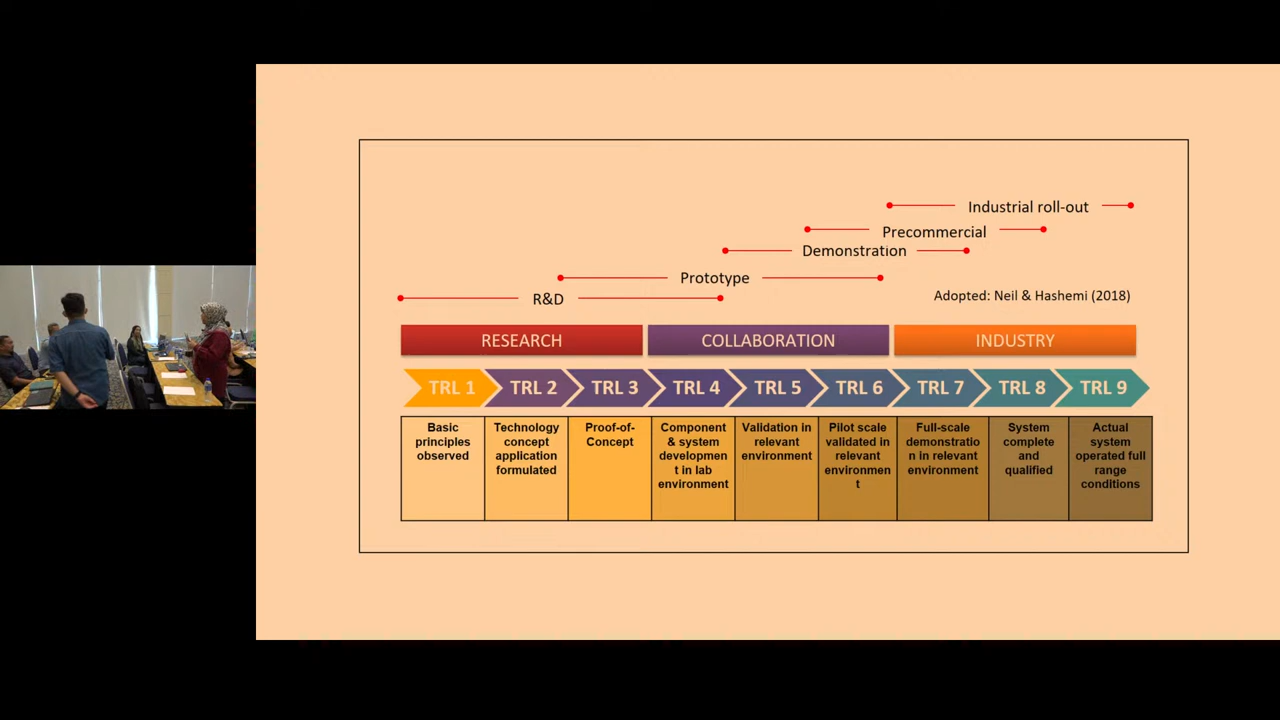 Industrial roll-out
Precommercial
Demonstration
Prototype
Adopted: Neil & Hashemi (2018)
R&D
RESEARCH
COLLABORATION
INDUSTRY
TRL 1
TRL 2
TRL 3
TRL 4
TRL 5
TRL 6
TRL 7
TRL 8
TRL 9
Basic
principles
observed
Technology
concept
application
formulated
Proof-of-
Concept
Component
& system
developmen
t in lab
environment
Validation in
relevant
environment
Pilot scale
validated in
relevant
environmen
t
Full-scale
demonstratio
n in relevant
environment
System
complete
and
qualified
Actual
system
operated full
range
conditions